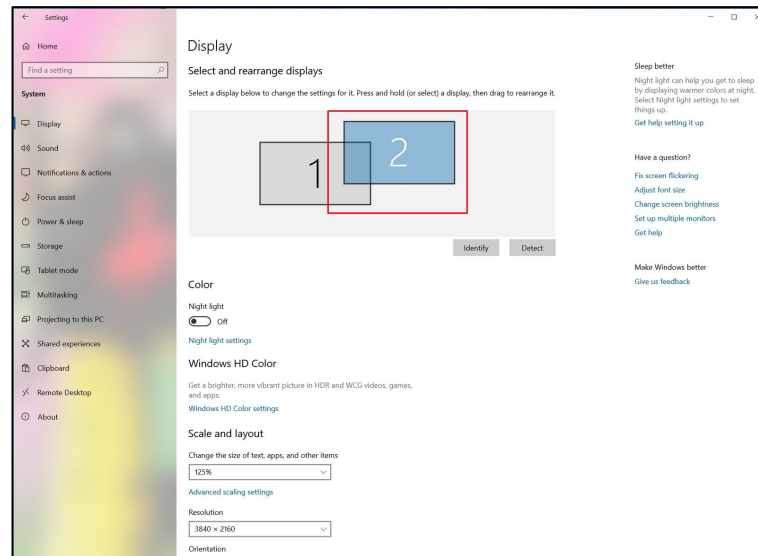 Settings
Home
Find a setting
System
Display
Sound
Notifications & actions
Focus assist
Power & sleep
Storage
Tablet mode
Multitasking
Projecting to this PC
Shared experiences
Clipboard
Remote Desktop
About
Display
Select and rearrange displays
Select a display below to change the settings for it. Press and hold (or select) a display, then drag to rearrange it.
1
2
Identify
Detect
Color
Night light
Off
Night light settings
Windows HD Color
Get a brighter, more vibrant picture in HDR and WCG videos, games,
and apps.
Windows HD Color settings
Scale and layout
Change the size of text, apps, and other items
125%
Advanced scaling settings
Resolution
3840 × 2160
Orientation
Sleep better
Night light can help you get to sleep
by displaying warmer colors at night.
Select Night light settings to set
things up.
Get help setting it up
Have a question?
Fix screen flickering
Adjust font size
Change screen brightness
Set up multiple monitors
Get help
Make Windows better
Give us feedback